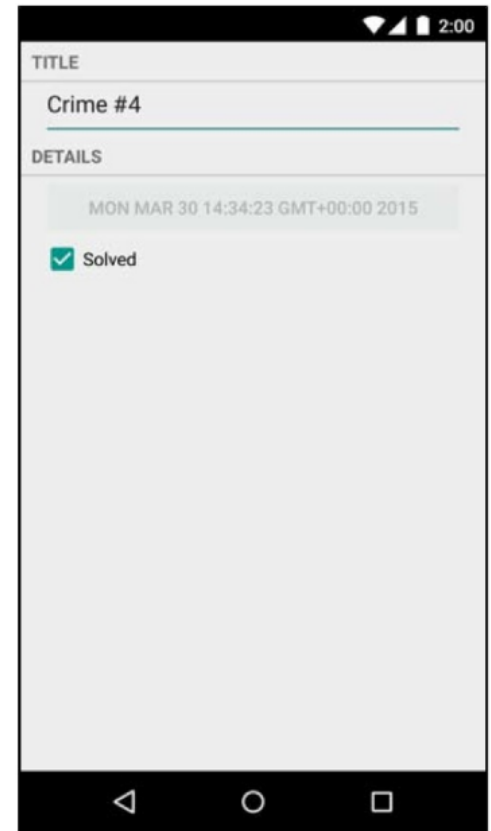 2:00
TITLE
Crime #4
DETAILS
MON MAR 30 14:34:23 GMT+00:00 2015
Solved